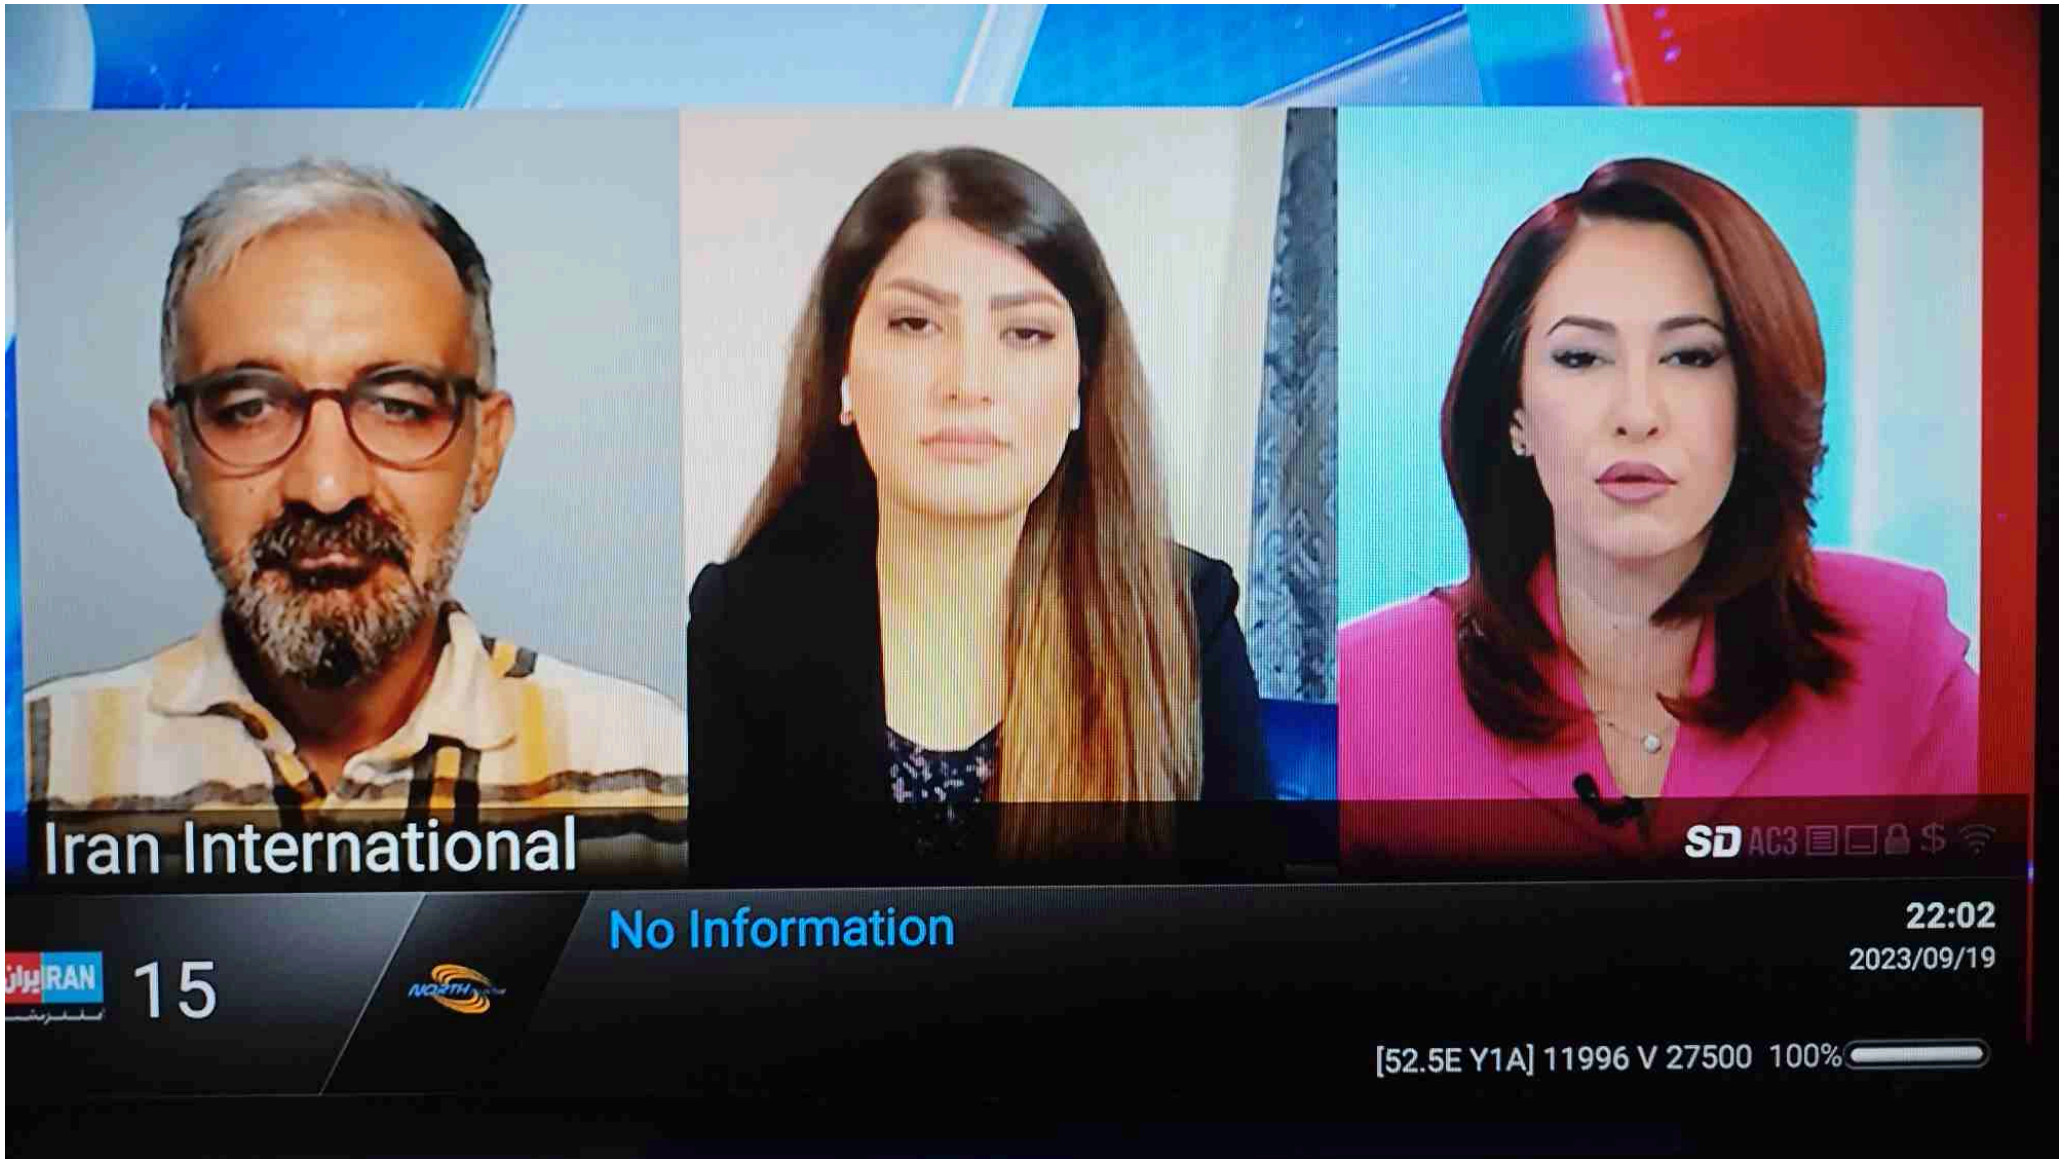 Iran International
SD AC3 $
No Information
22:02
2023/09/19
ایران IRAN
15
NORTH
[52.5E Y1A] 11996 V 27500 100%